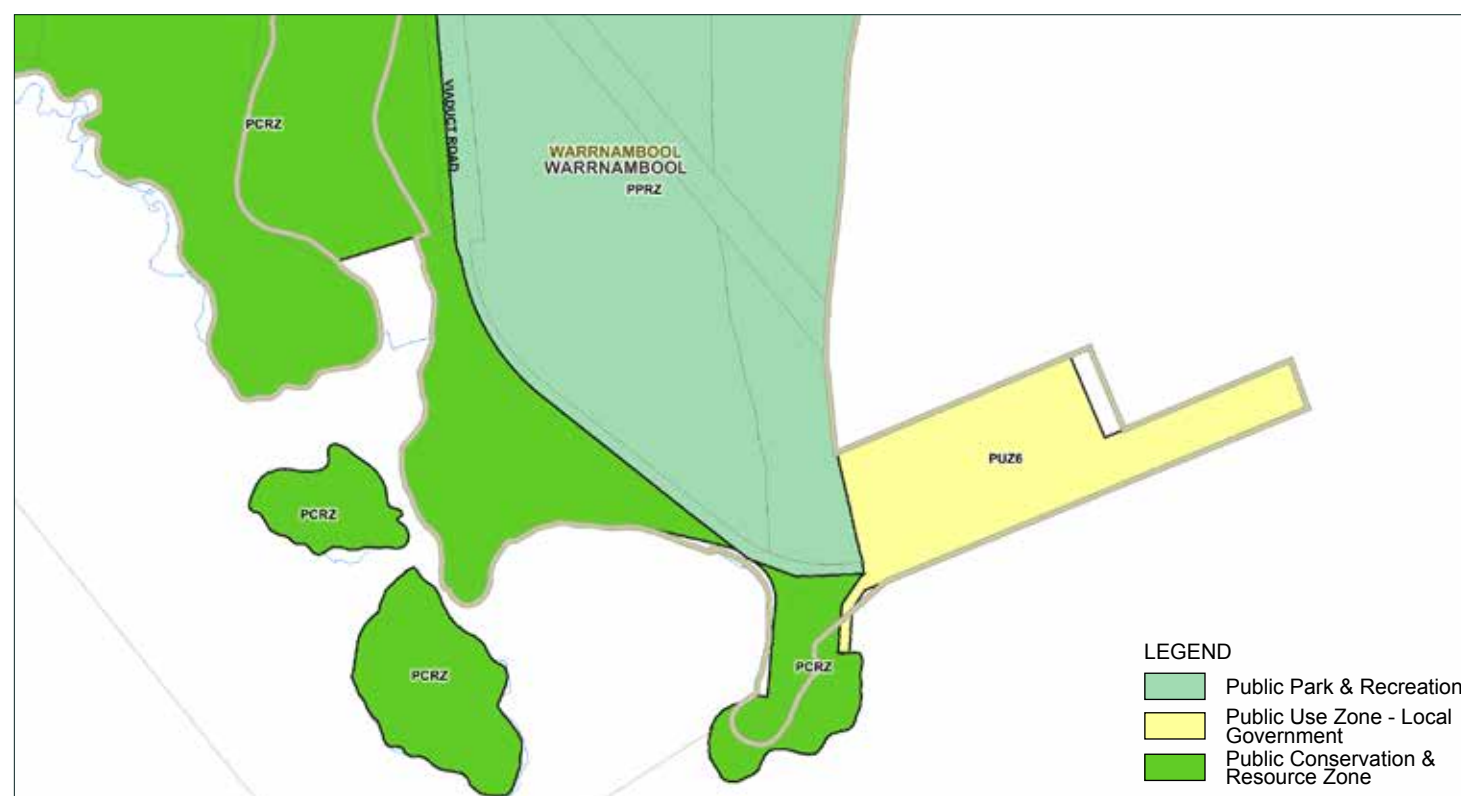 PCRZ
VIADUCT ROAD
WARRNAMBOOL
WARRNAMBOOL
PPRZ
PUZ6
PCRZ
PCRZ
PCRZ
LEGEND
Public Park & Recreation
Public Use Zone - Local
Government
Public Conservation &
Resource Zone